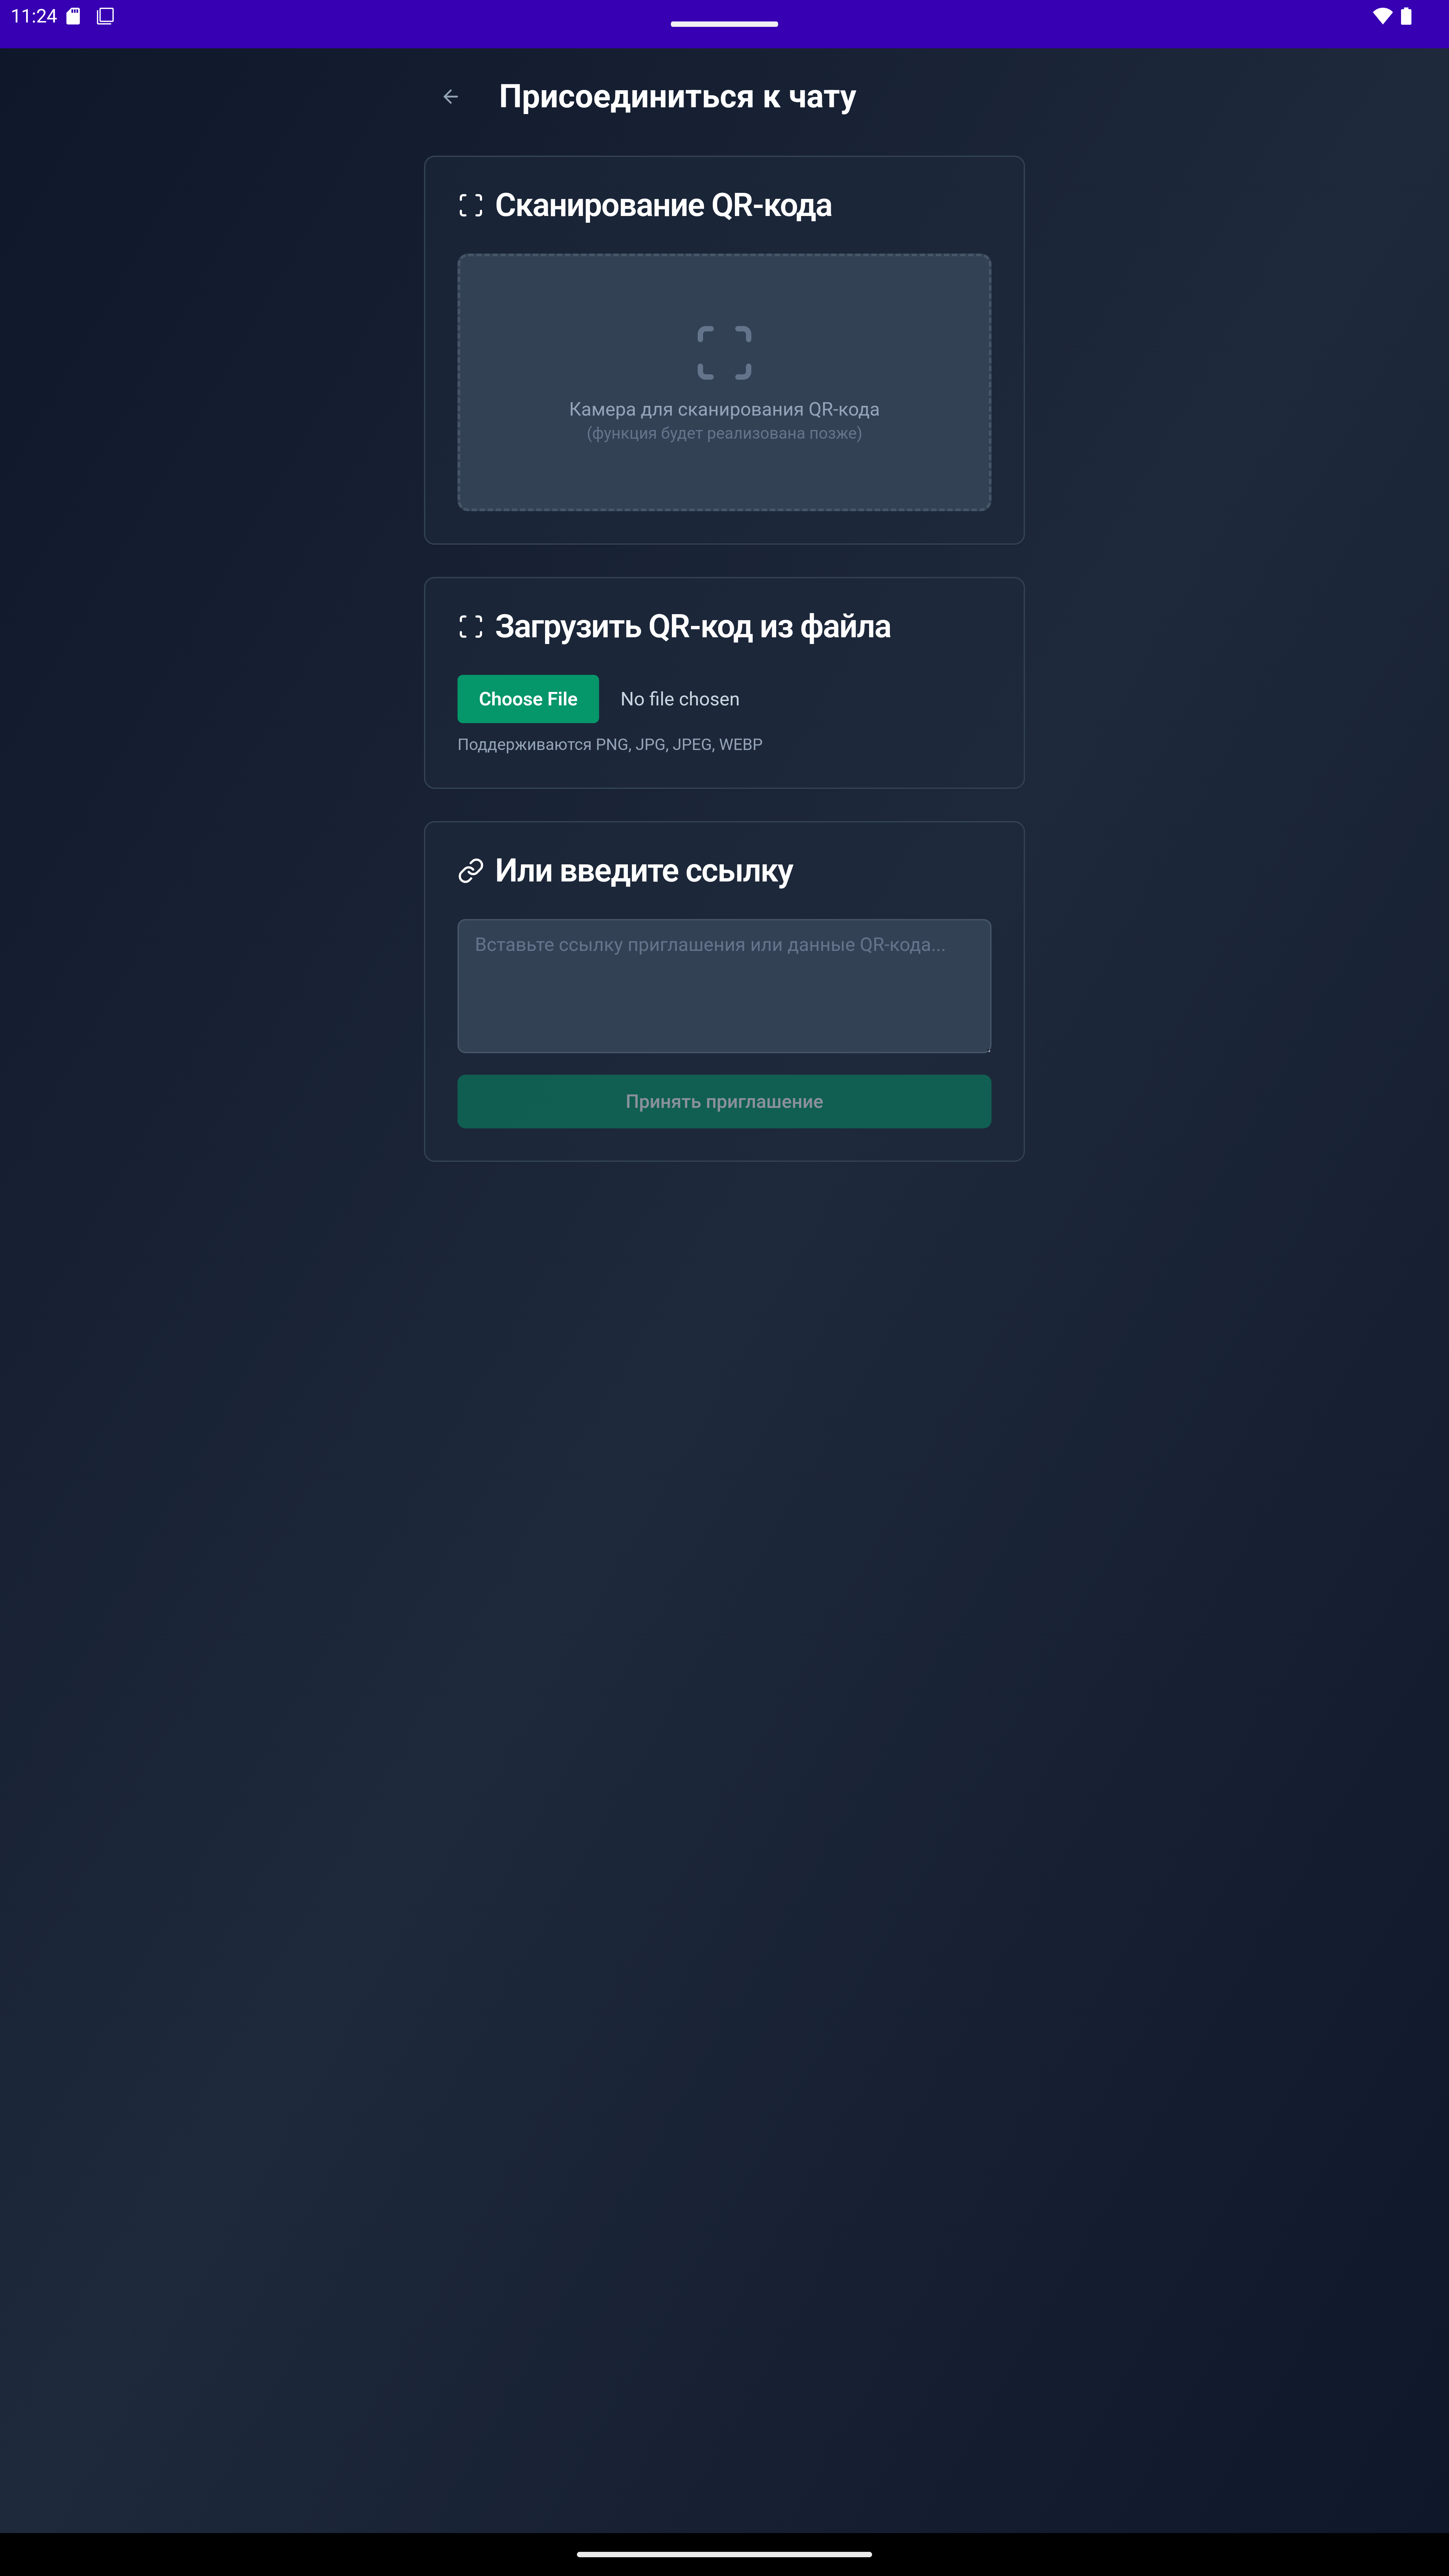 11:24
Присоединиться к чату
Сканирование QR-кода
Камера для сканирования QR-кода
(функция будет реализована позже)
Загрузить QR-код из файла
Choose File No file chosen
Поддерживаются PNG, JPG, JPEG, WEBP
Или введите ссылку
Вставьте ссылку приглашения или данные QR-кода...
Принять приглашение